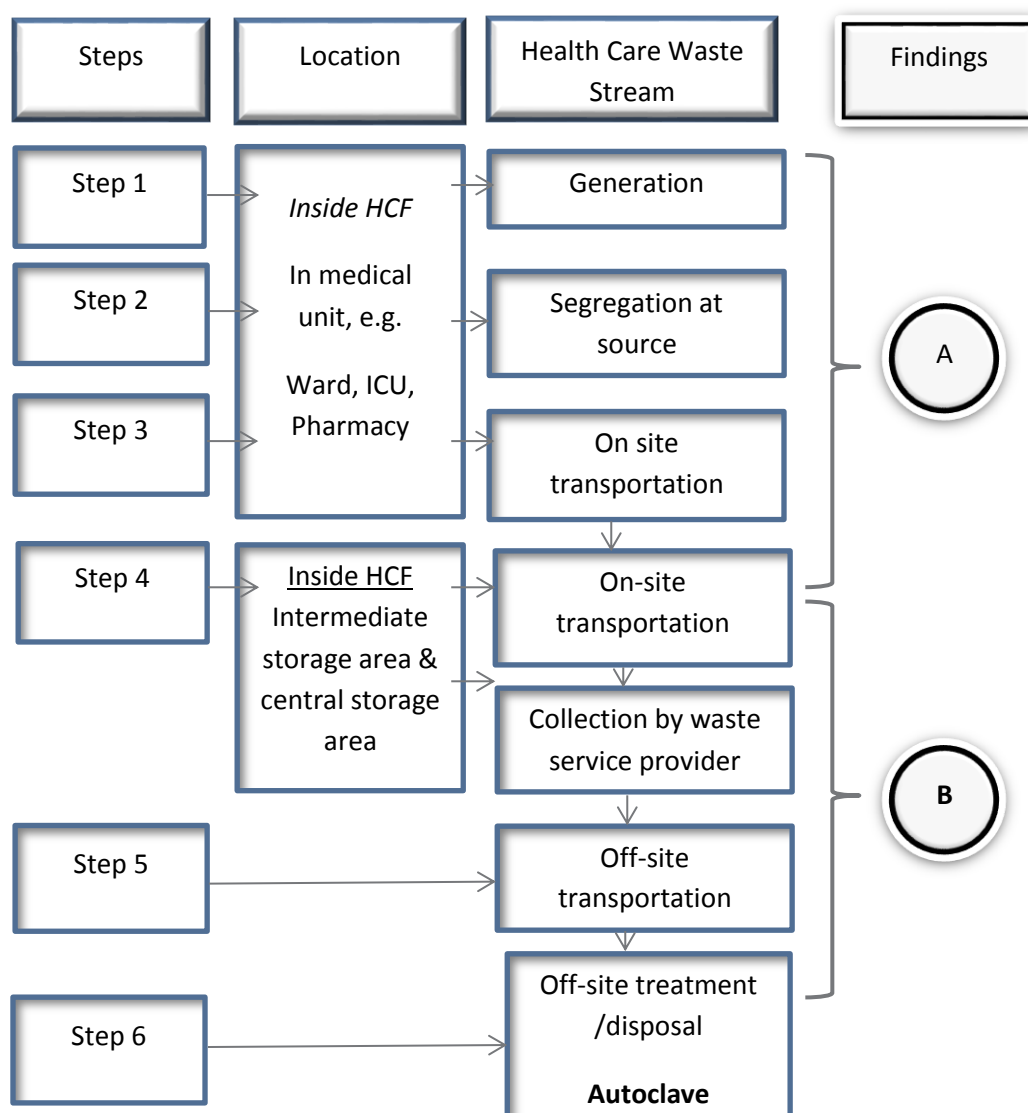 Steps
Location
Health Care Waste
Stream
Findings
Step 1
Inside HCF
In medical
unit, e.g.
Ward, ICU,
Pharmacy
Generation
Step 2
Segregation at
source
A
Step 3
On site
transportation
Step 4
Inside HCF
Intermediate
storage area &
central storage
area
On-site
transportation
Collection by waste
service provider
B
Step 5
Off-site
transportation
Step 6
Off-site treatment
/disposal
Autoclave